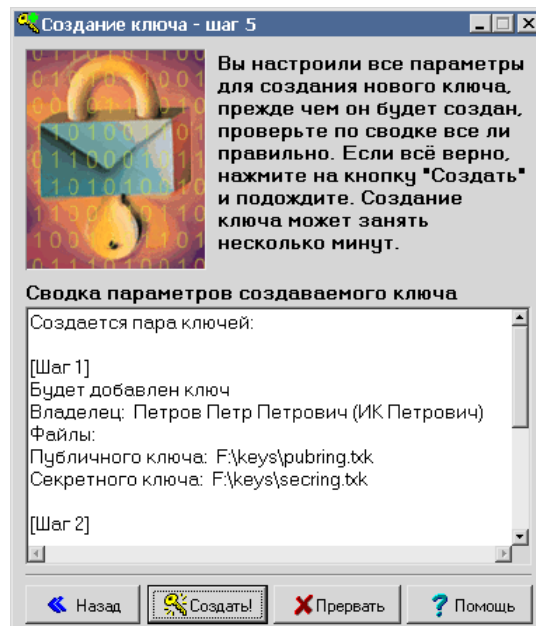 Создание ключа - шаг 5
Вы настроили все параметры
для создания нового ключа,
прежде чем он будет создан,
проверьте по сводке все ли
правильно. Если всё верно,
нажмите на кнопку "Создать"
и подождите. Создание
ключа может занять
несколько минут.
Сводка параметров создаваемого ключа
Создается пара ключей:
[Шаг 1]
Будет добавлен ключ
Владелец: Петров Петр Петрович (ИК Петрович)
Файлы:
Публичного ключа: F:\keys\pubring.txk
Секретного ключа: F:\keys\secring.txk
[Шаг 2]
Назад
Создать!
Прервать
Помощь